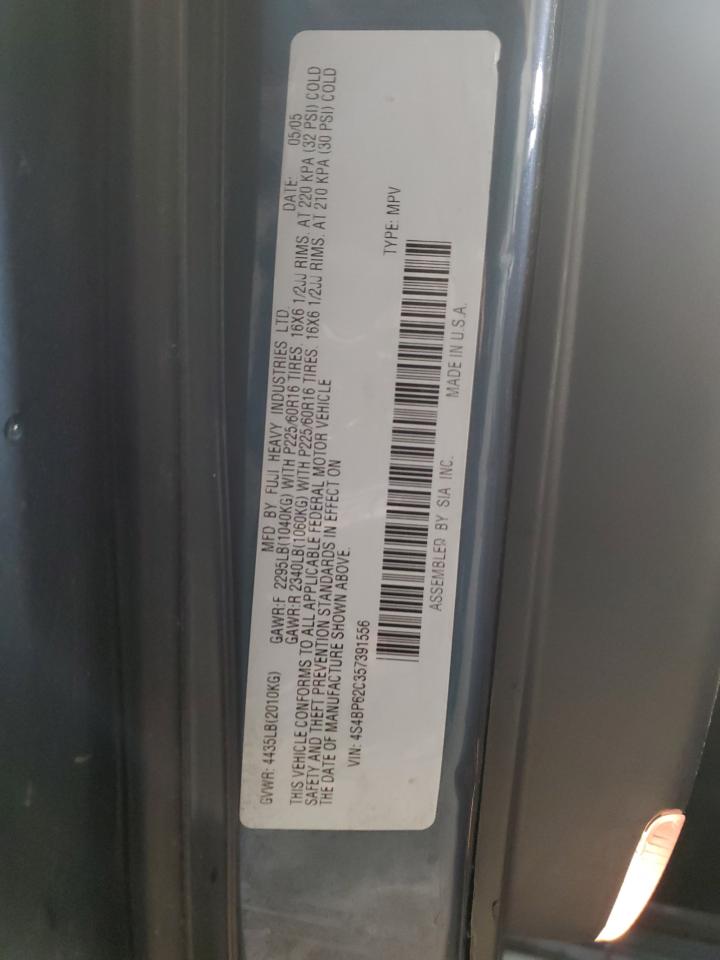 MFD BY FUJI HEAVY INDUSTRIES LTD. DATE: 05/05
GVWR: 4435LB(2010KG) GAWR:F 2295LB(1040KG) WITH P225/60R16 TIRES. 16X6 1/2JJ RIMS. AT 220 KPA (32 PSI) COLD
GAWR:R 2340LB(1060KG) WITH P225/60R16 TIRES. 16X6 1/2JJ RIMS. AT 210 KPA (30 PSI) COLD
THIS VEHICLE CONFORMS TO ALL APPLICABLE FEDERAL MOTOR VEHICLE
SAFETY AND THEFT PREVENTION STANDARDS IN EFFECT ON
THE DATE OF MANUFACTURE SHOWN ABOVE.
VIN: 4S4BP62C357391556 TYPE: MPV
ASSEMBLED BY SIA INC. MADE IN U.S.A.